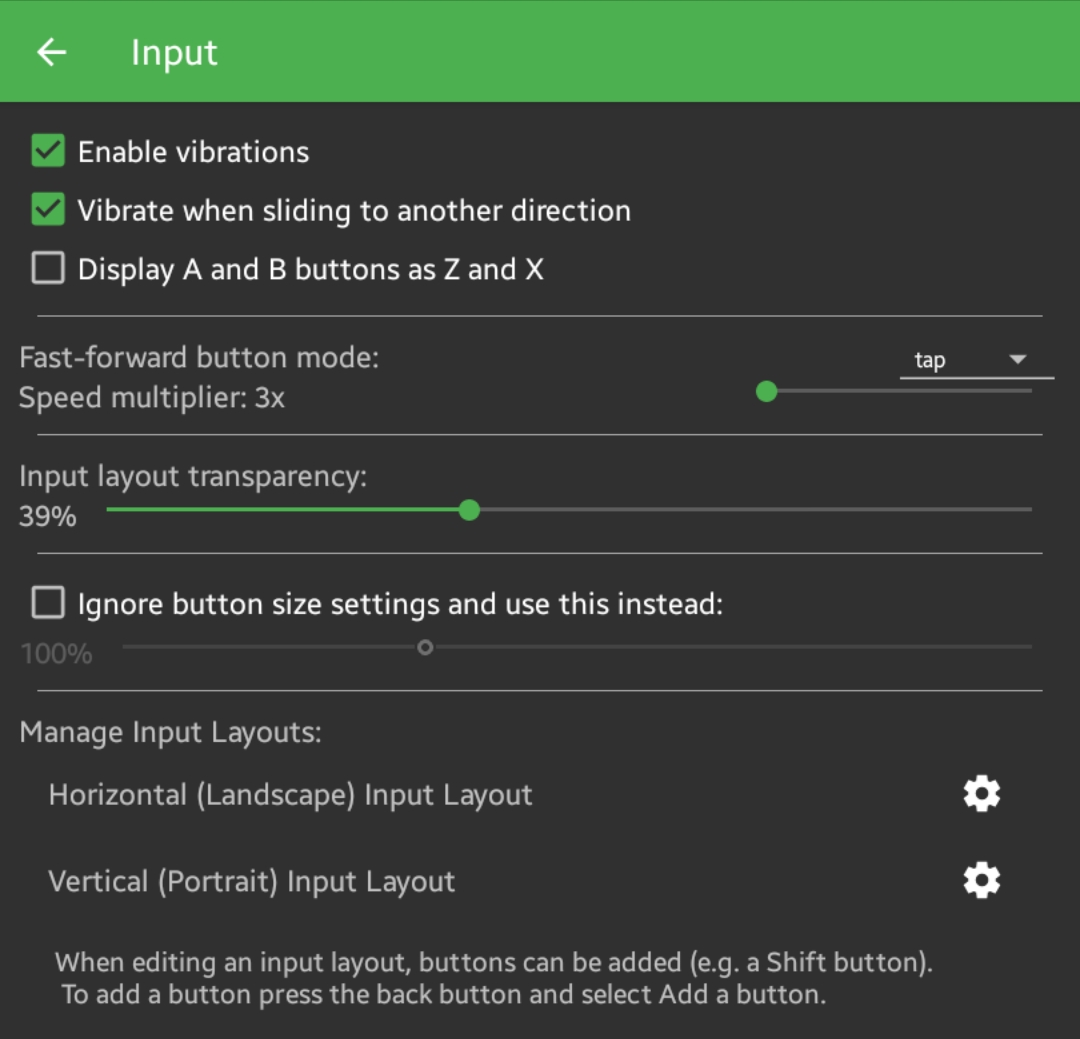 Input
Enable vibrations
Vibrate when sliding to another direction
Display A and B buttons as Z and X
Fast-forward button mode:
tap
Speed multiplier: 3x
Input layout transparency:
39%
Ignore button size settings and use this instead:
100%
Manage Input Layouts:
Horizontal (Landscape) Input Layout
Vertical (Portrait) Input Layout
When editing an input layout, buttons can be added (e.g. a Shift button).
To add a button press the back button and select Add a button.